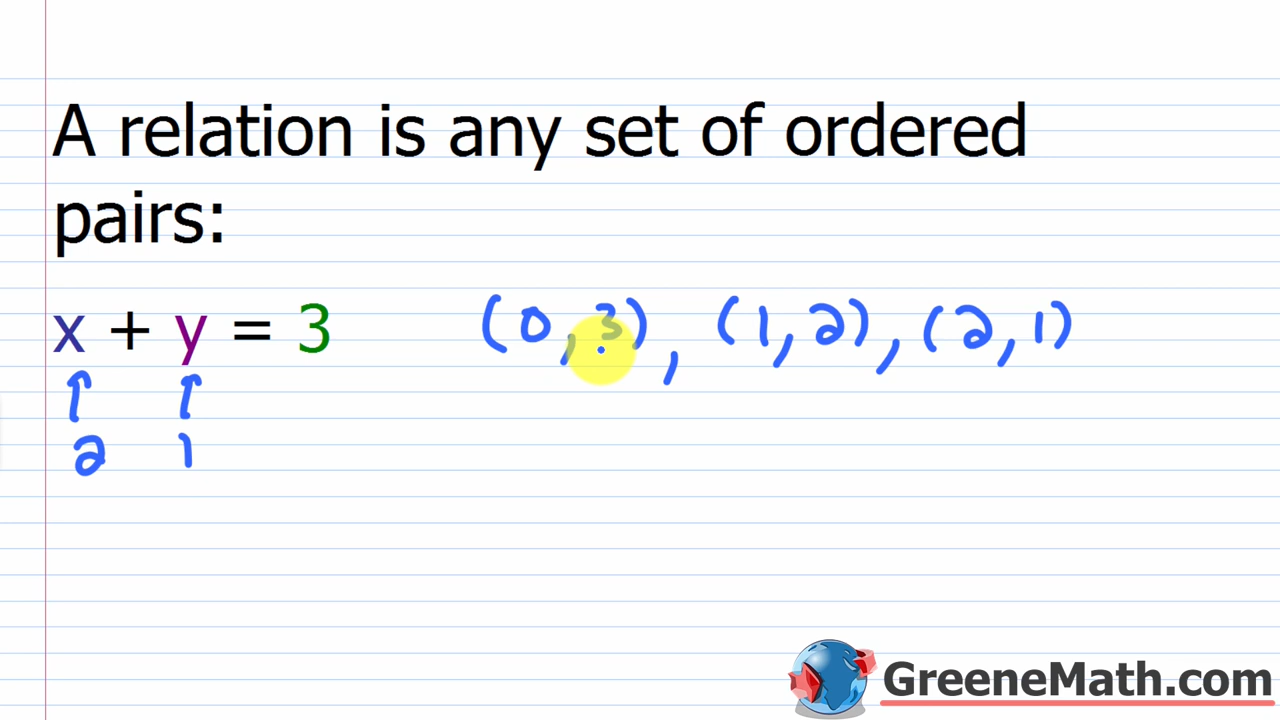 A relation is any set of ordered
pairs:
x + y = 3 (0,3), (1,2), (2,1)
2 1
GreeneMath.com